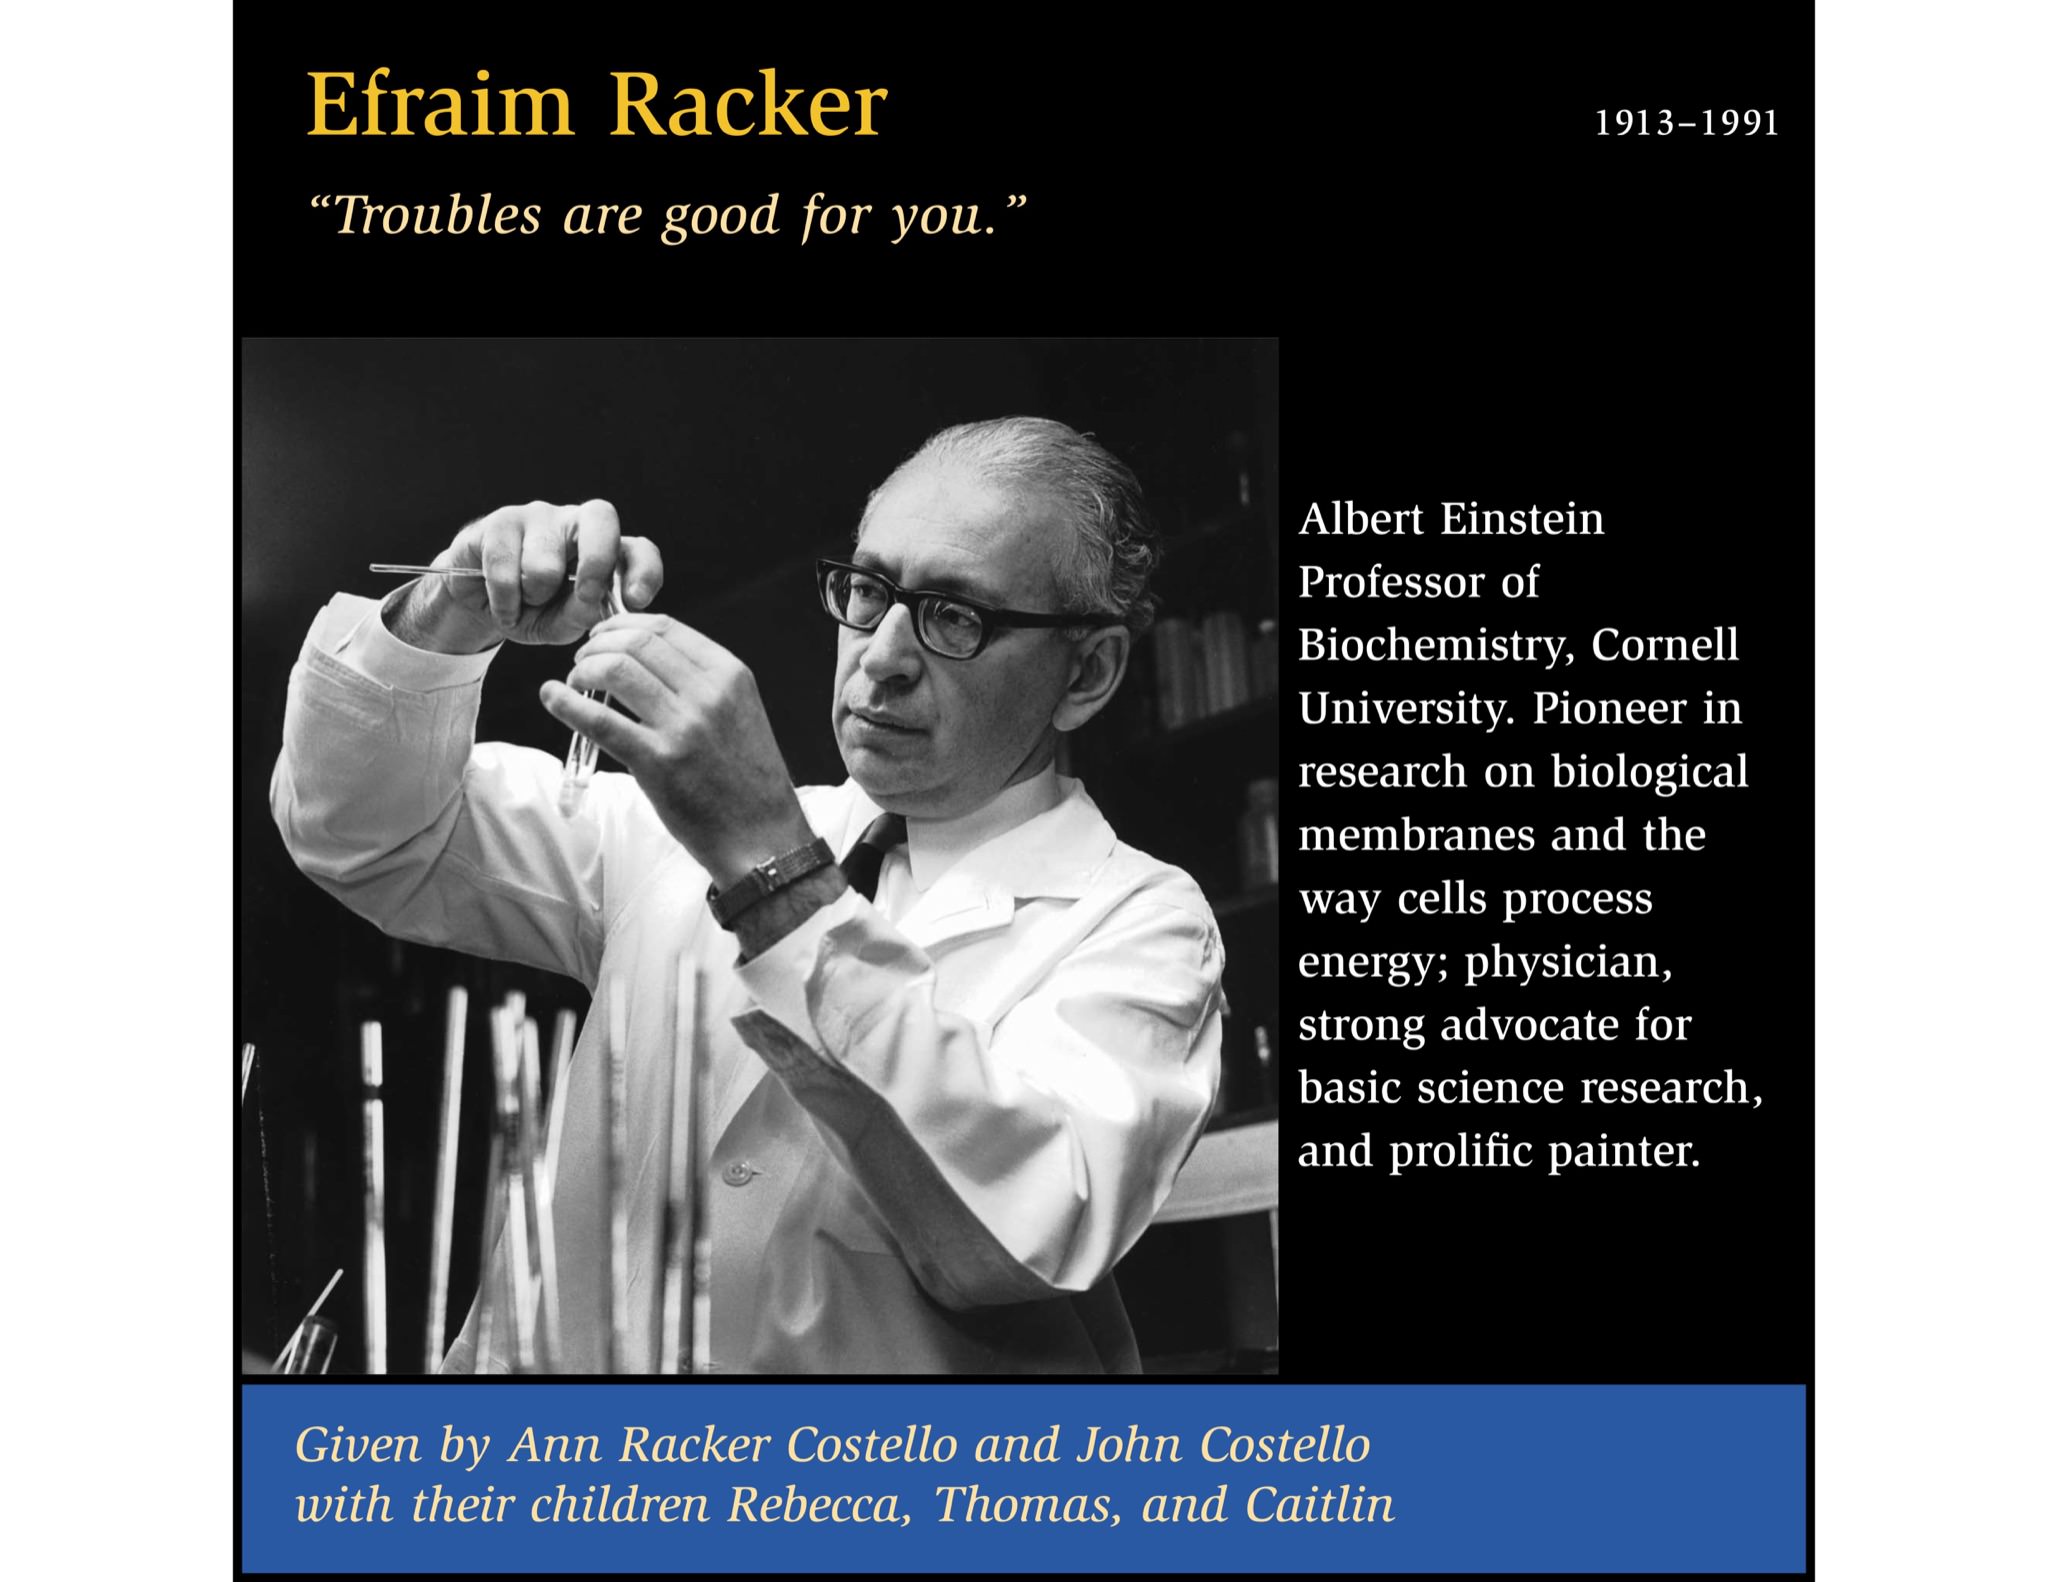 Efraim Racker
1913–1991
“Troubles are good for you.”
Albert Einstein
Professor of
Biochemistry, Cornell
University. Pioneer in
research on biological
membranes and the
way cells process
energy; physician,
strong advocate for
basic science research,
and prolific painter.
Given by Ann Racker Costello and John Costello
with their children Rebecca, Thomas, and Caitlin